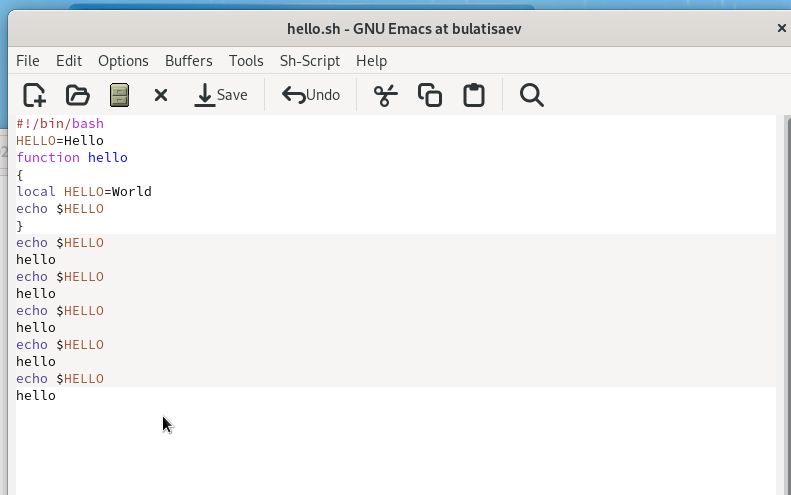 hello.sh - GNU Emacs at bulatisaev
File Edit Options Buffers Tools Sh-Script Help
Save Undo
#!/bin/bash
HELLO=Hello
function hello
{
local HELLO=World
echo $HELLO
}
echo $HELLO
hello
echo $HELLO
hello
echo $HELLO
hello
echo $HELLO
hello
echo $HELLO
hello